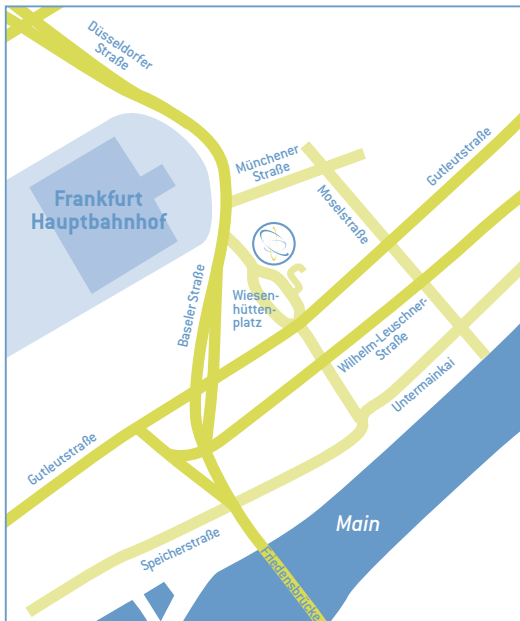 Düsseldorfer
Straße
Münchener
Straße
Gutleutstraße
Moselstraße
Frankfurt
Hauptbahnhof
Baseler Straße
Wiesen-
hütten-
platz
Wilhelm-Leuschner-
Straße
Untermainkai
Gutleutstraße
Main
Speicherstraße
Friedensbrücke